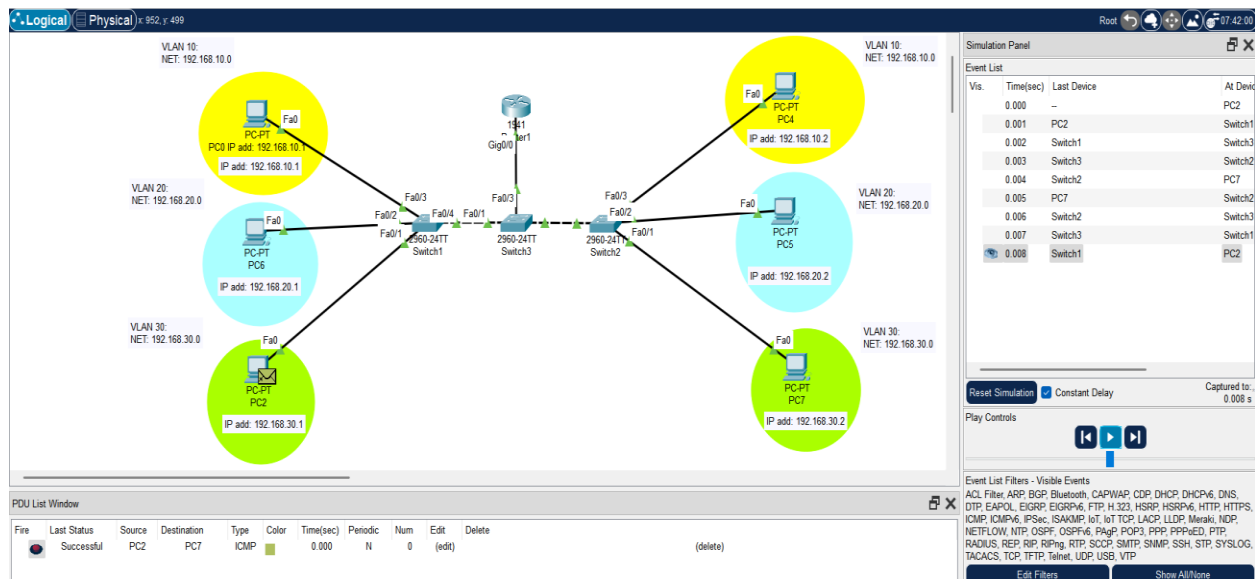 Logical Physical x: 952, y: 499 Root 07:42:00
VLAN 10:
NET: 192.168.10.0
Fa0
PC-PT
PC0 IP add: 192.168.10.1
IP add: 192.168.10.1
VLAN 20:
NET: 192.168.20.0
Fa0
PC-PT
PC6
IP add: 192.168.20.1
VLAN 30:
NET: 192.168.30.0
Fa0
PC-PT
PC2
IP add: 192.168.30.1
Fa0/3
Fa0/2
Fa0/1
Fa0/4
2960-24TT
Switch1
1941
Gig0/0
Fa0/3
Fa0/1
2960-24TT
Switch3
Fa0/3
Fa0/2
Fa0/1
2960-24TT
Switch2
VLAN 10:
NET: 192.168.10.0
Fa0
PC-PT
PC4
IP add: 192.168.10.2
VLAN 20:
NET: 192.168.20.0
Fa0
PC-PT
PC5
IP add: 192.168.20.2
VLAN 30:
NET: 192.168.30.0
Fa0
PC-PT
PC7
IP add: 192.168.30.2
Simulation Panel
Event List
Vis. Time(sec) Last Device At Devic
0.000 -- PC2
0.001 PC2 Switch1
0.002 Switch1 Switch3
0.003 Switch3 Switch2
0.004 Switch2 PC7
0.005 PC7 Switch2
0.006 Switch2 Switch3
0.007 Switch3 Switch1
0.008 Switch1 PC2
Reset Simulation Constant Delay Captured to:
0.008 s
Play Controls
Event List Filters - Visible Events
ACL Filter, ARP, BGP, Bluetooth, CAPWAP, CDP, DHCP, DHCPv6, DNS,
DTP, EAPOL, EIGRP, EIGRPv6, FTP, H.323, HSRP, HSRPv6, HTTP, HTTPS,
ICMP, ICMPv6, IPSec, ISAKMP, IoT, IoT TCP, LACP, LLDP, Meraki, NDP,
NETFLOW, NTP, OSPF, OSPFv6, PAgP, POP3, PPP, PPPoED, PTP,
RADIUS, REP, RIP, RIPng, RTP, SCCP, SMTP, SNMP, SSH, STP, SYSLOG,
TACACS, TCP, TFTP, Telnet, UDP, USB, VTP
Edit Filters Show All/None
PDU List Window
Fire Last Status Source Destination Type Color Time(sec) Periodic Num Edit Delete
Successful PC2 PC7 ICMP 0.000 N 0 (edit) (delete)